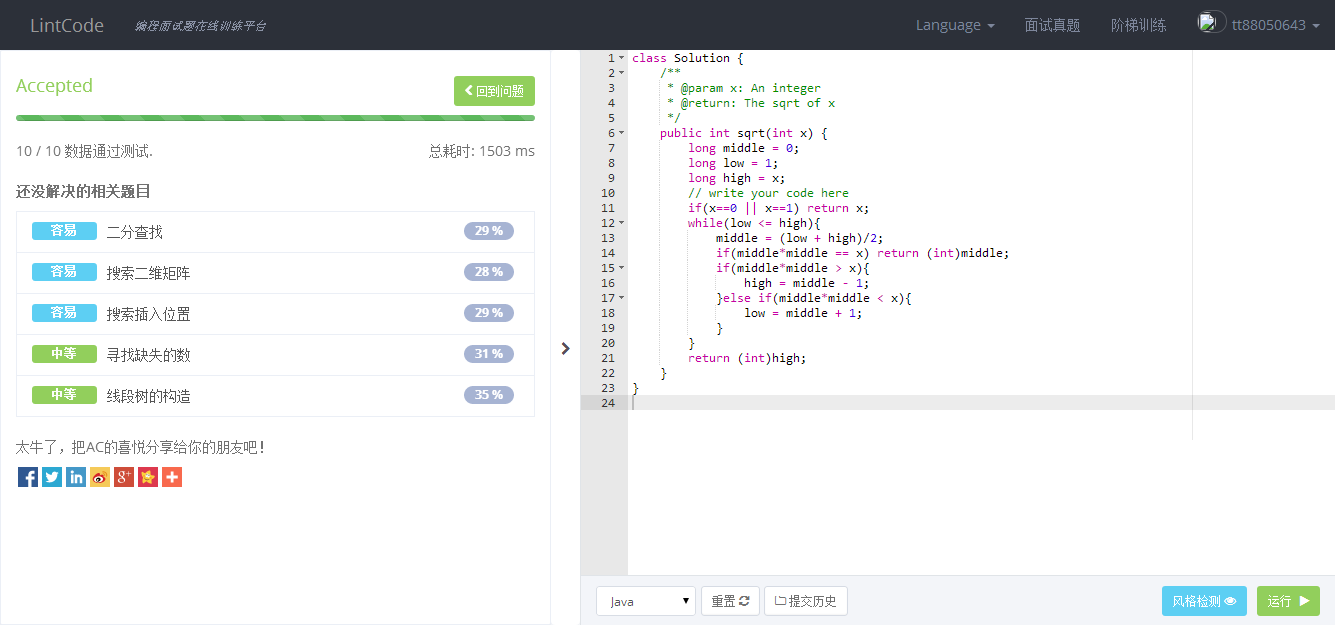 LintCode 编程面试题在线训练平台 Language 面试真题 阶梯训练 tt88050643
Accepted
回到问题
10 / 10 数据通过测试. 总耗时: 1503 ms
还没解决的相关题目
容易 二分查找 29 %
容易 搜索二维矩阵 28 %
容易 搜索插入位置 29 %
中等 寻找缺失的数 31 %
中等 线段树的构造 35 %
太牛了，把AC的喜悦分享给你的朋友吧！
1 class Solution {
2     /**
3      * @param x: An integer
4      * @return: The sqrt of x
5      */
6     public int sqrt(int x) {
7         long middle = 0;
8         long low = 1;
9         long high = x;
10         // write your code here
11         if(x==0 || x==1) return x;
12         while(low <= high){
13             middle = (low + high)/2;
14             if(middle*middle == x) return (int)middle;
15             if(middle*middle > x){
16                 high = middle - 1;
17             }else if(middle*middle < x){
18                 low = middle + 1;
19             }
20         }
21         return (int)high;
22     }
23 }
24
Java 重置 提交历史 风格检测 运行